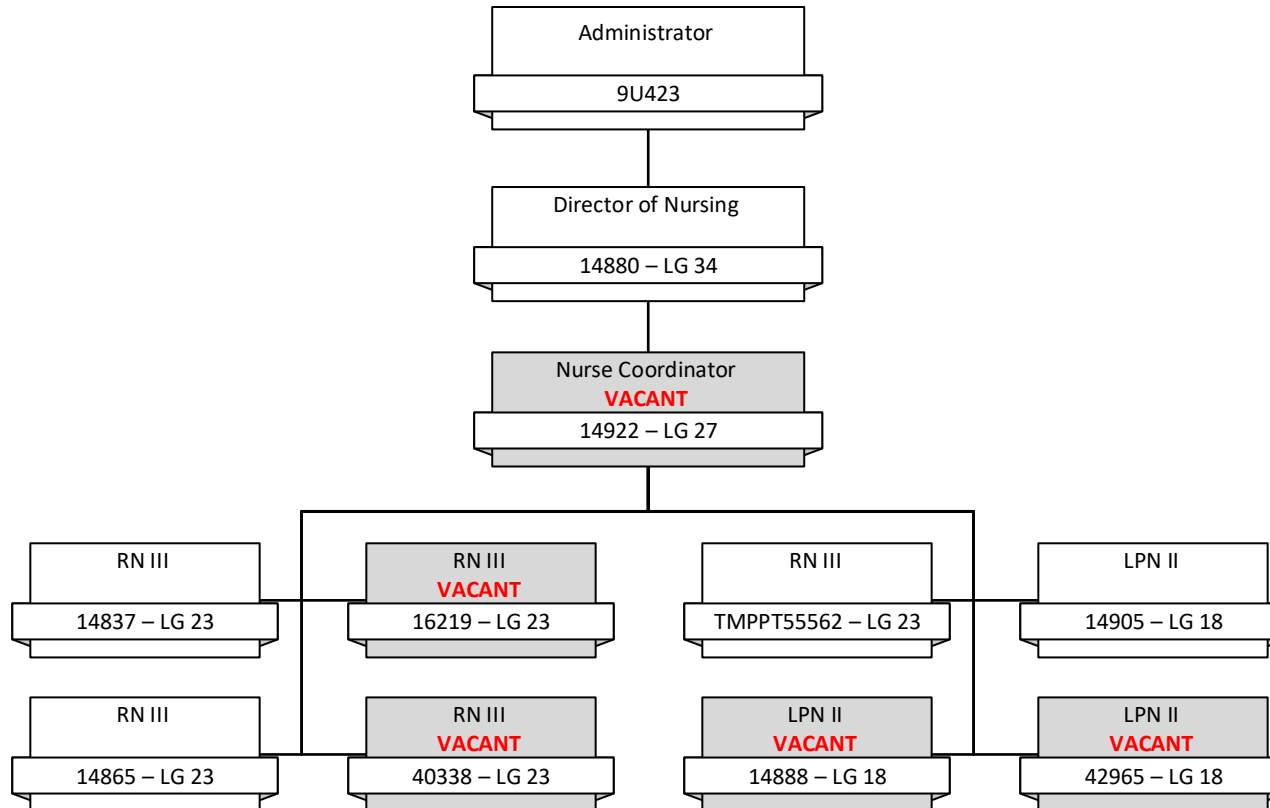 Administrator
9U423
Director of Nursing
14880 – LG 34
Nurse Coordinator
VACANT
14922 – LG 27
RN III
14837 – LG 23
RN III
VACANT
16219 – LG 23
RN III
TMPPT55562 – LG 23
LPN II
14905 – LG 18
RN III
14865 – LG 23
RN III
VACANT
40338 – LG 23
LPN II
VACANT
14888 – LG 18
LPN II
VACANT
42965 – LG 18